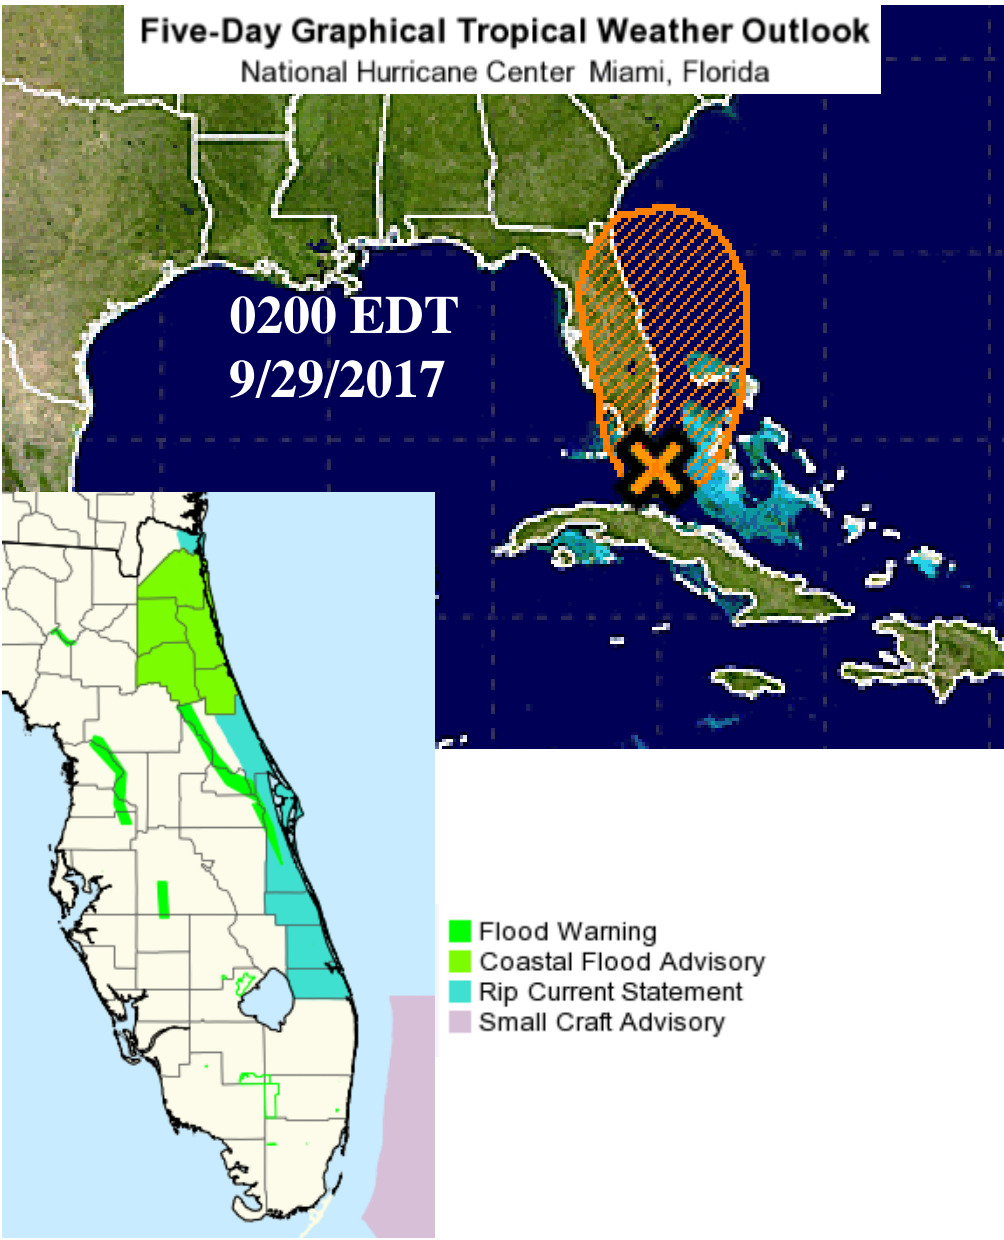 Five-Day Graphical Tropical Weather Outlook
National Hurricane Center Miami, Florida
0200 EDT
9/29/2017
Flood Warning
Coastal Flood Advisory
Rip Current Statement
Small Craft Advisory